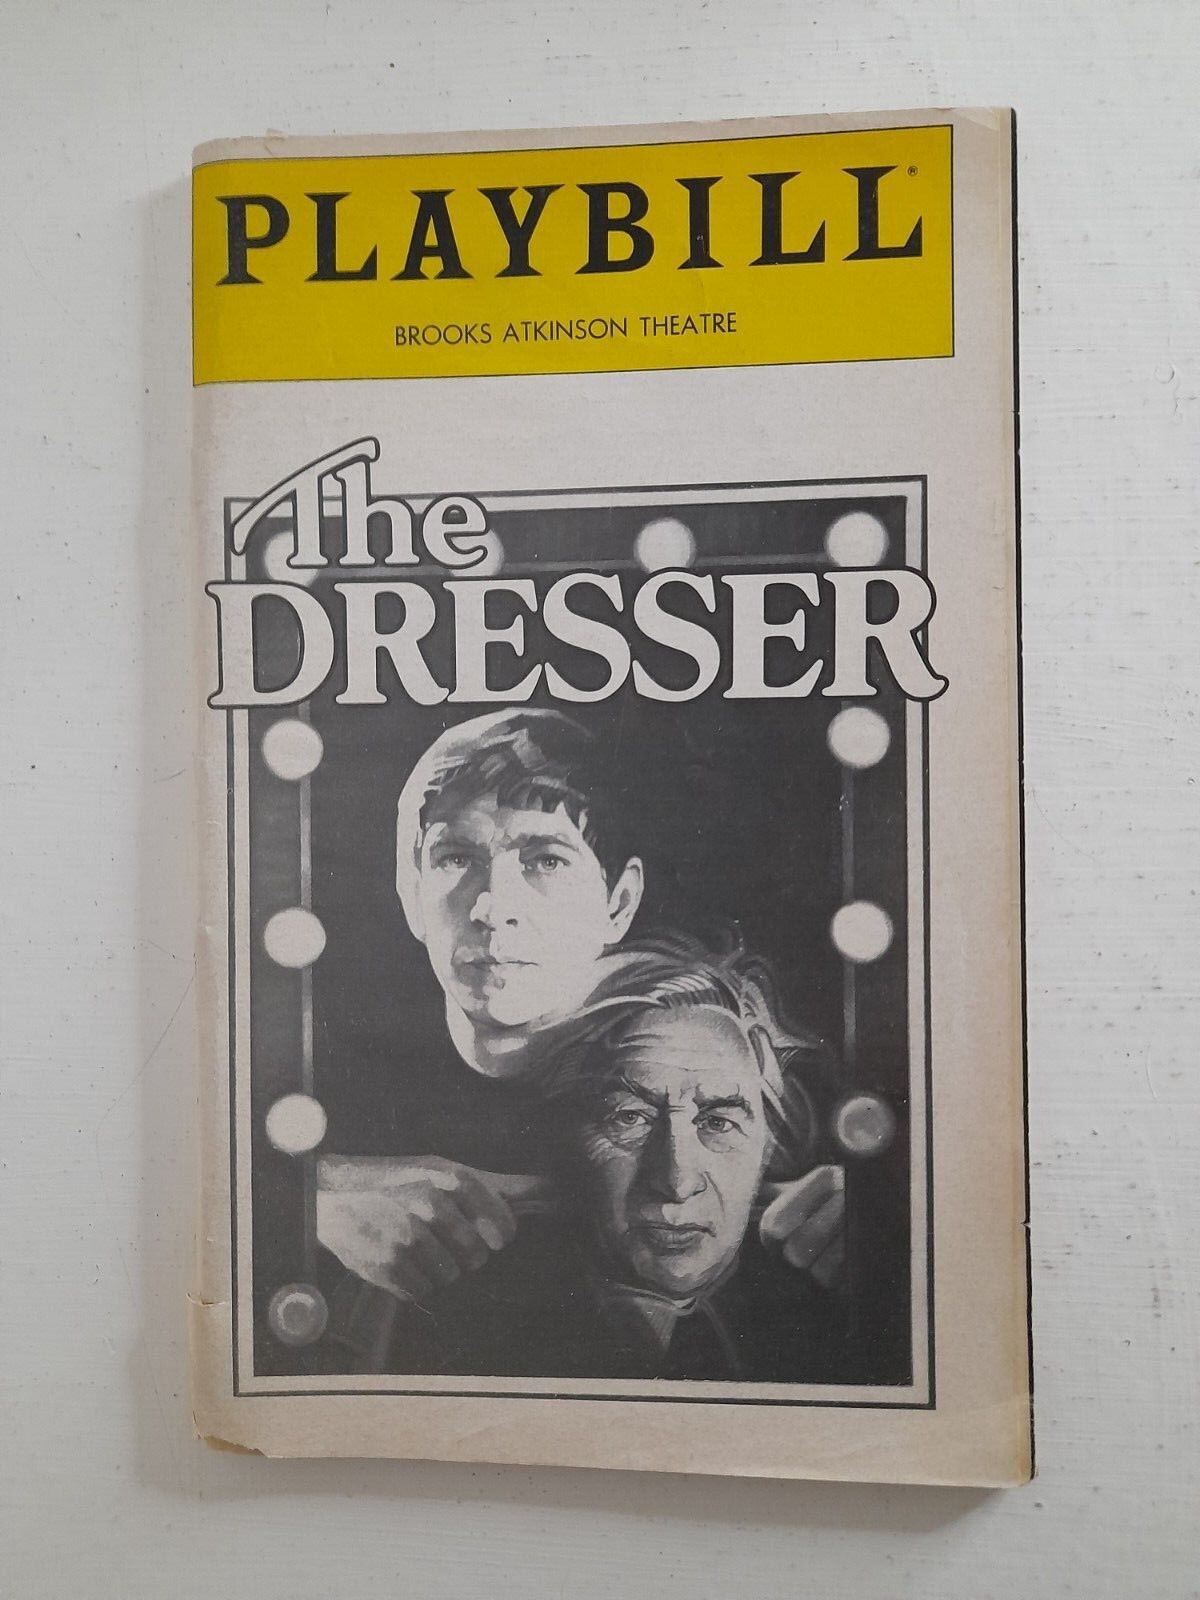 PLAYBILL®
BROOKS ATKINSON THEATRE
The
DRESSER